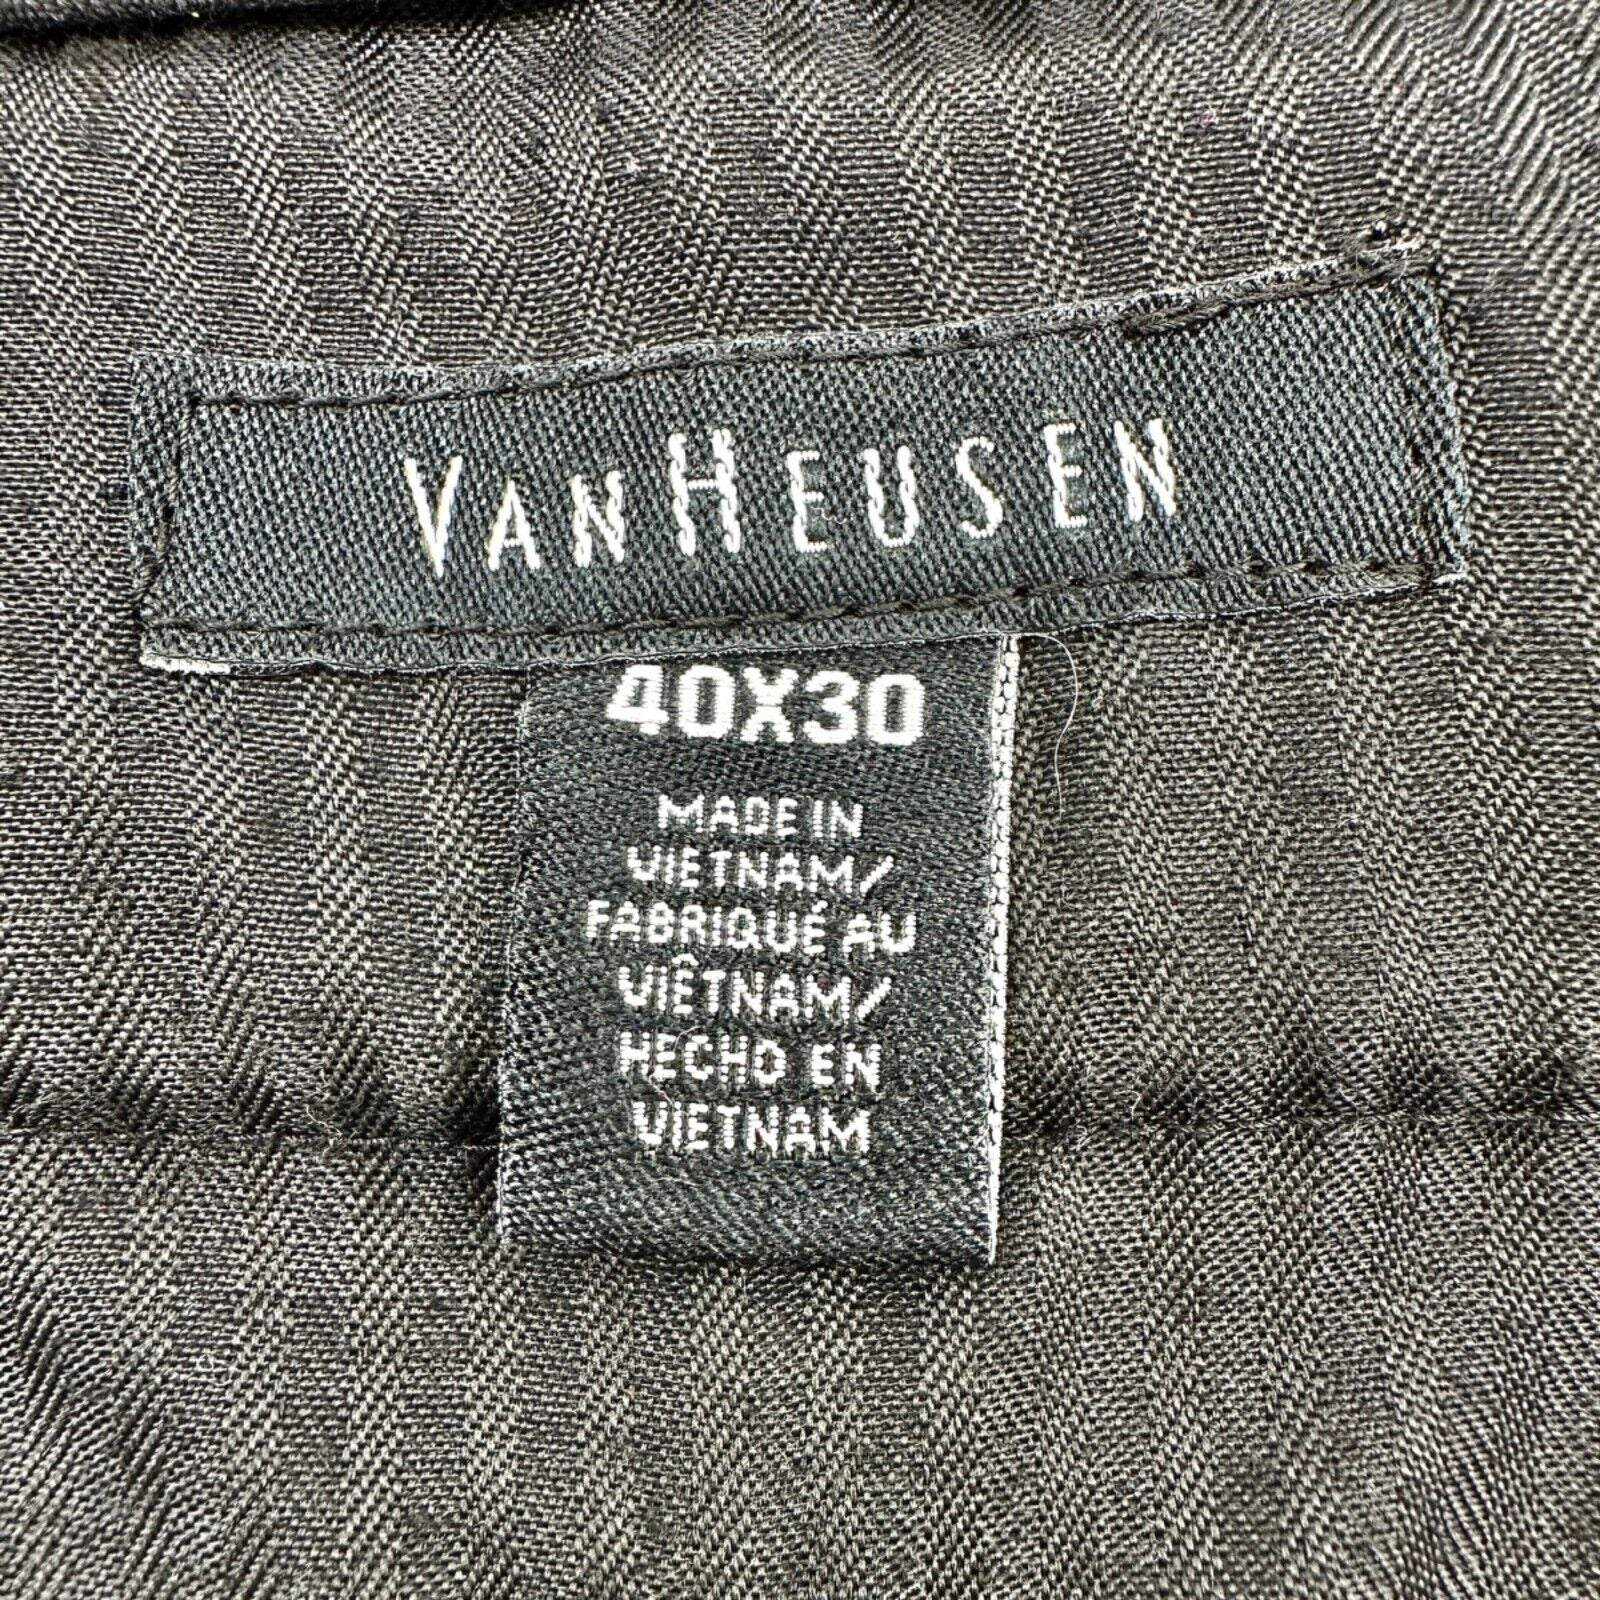 VANHEUSEN
40X30
MADE IN
VIETNAM/
FABRIQUÉ AU
VIÊTNAM/
HECHO EN
VIETNAM